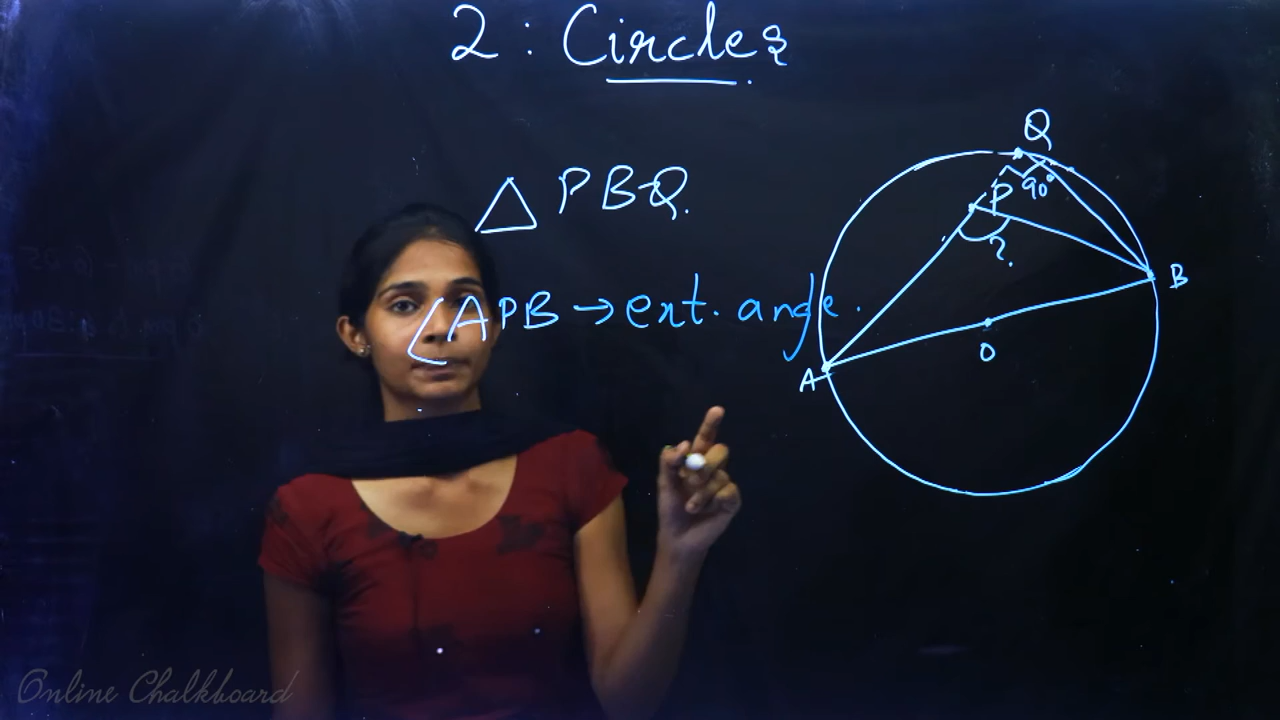 2 : Circles
△ PBQ.
∠APB → ext. angle.
Q
P
90°
?
B
O
A
Online Chalkboard